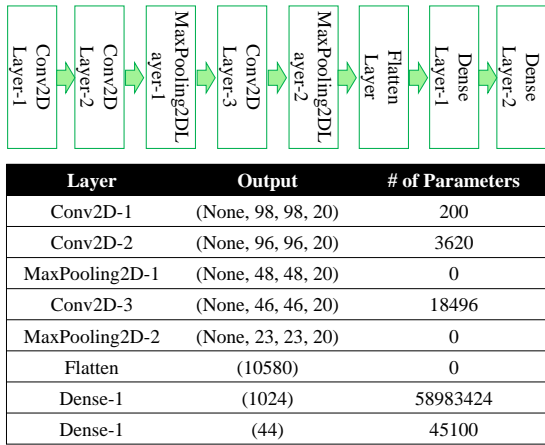 Conv2D
Layer-1
Conv2D
Layer-2
MaxPooling2DL
ayer-1
Conv2D
Layer-3
MaxPooling2DL
ayer-2
Flatten
Layer
Dense
Layer-1
Dense
Layer-2
Layer Output # of Parameters
Conv2D-1 (None, 98, 98, 20) 200
Conv2D-2 (None, 96, 96, 20) 3620
MaxPooling2D-1 (None, 48, 48, 20) 0
Conv2D-3 (None, 46, 46, 20) 18496
MaxPooling2D-2 (None, 23, 23, 20) 0
Flatten (10580) 0
Dense-1 (1024) 58983424
Dense-1 (44) 45100